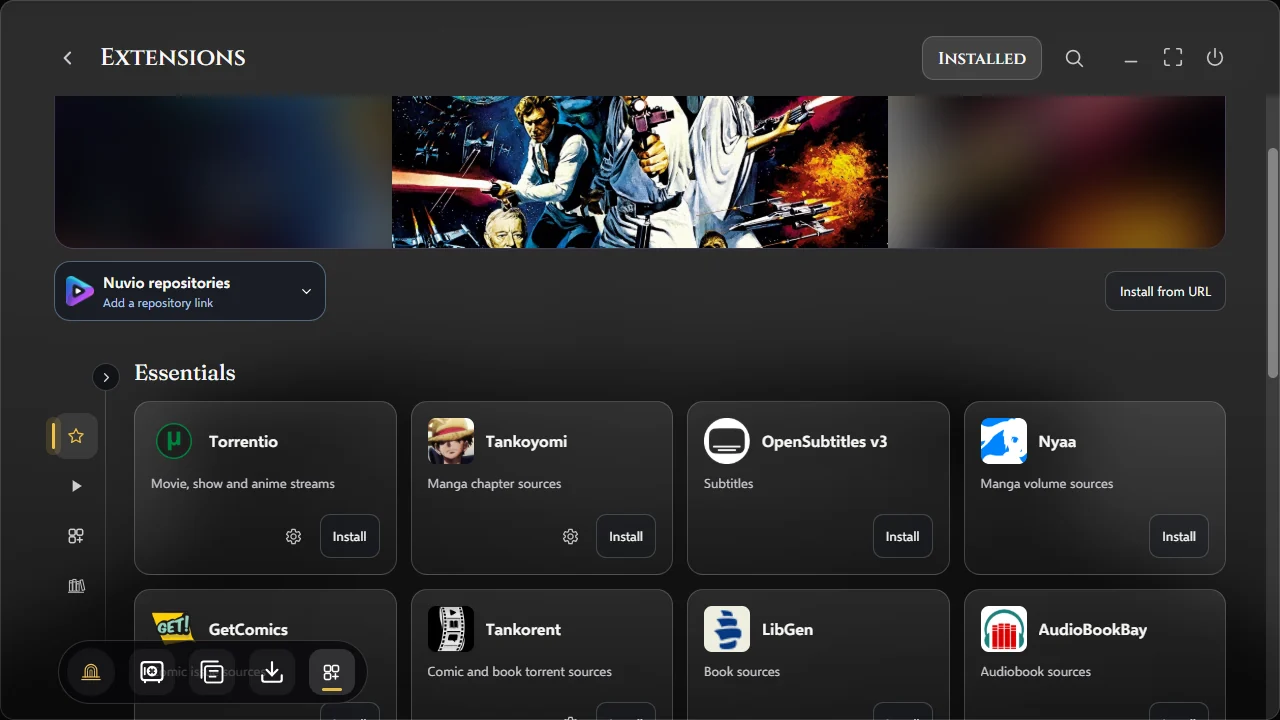 Extensions
Installed
Nuvio repositories
Add a repository link
Install from URL
Essentials
Torrentio
Movie, show and anime streams
Install
Tankoyomi
Manga chapter sources
Install
OpenSubtitles v3
Subtitles
Install
Nyaa
Manga volume sources
Install
GET!
GetComics
Tankorent
Comic and book torrent sources
LibGen
Book sources
AudioBookBay
Audiobook sources